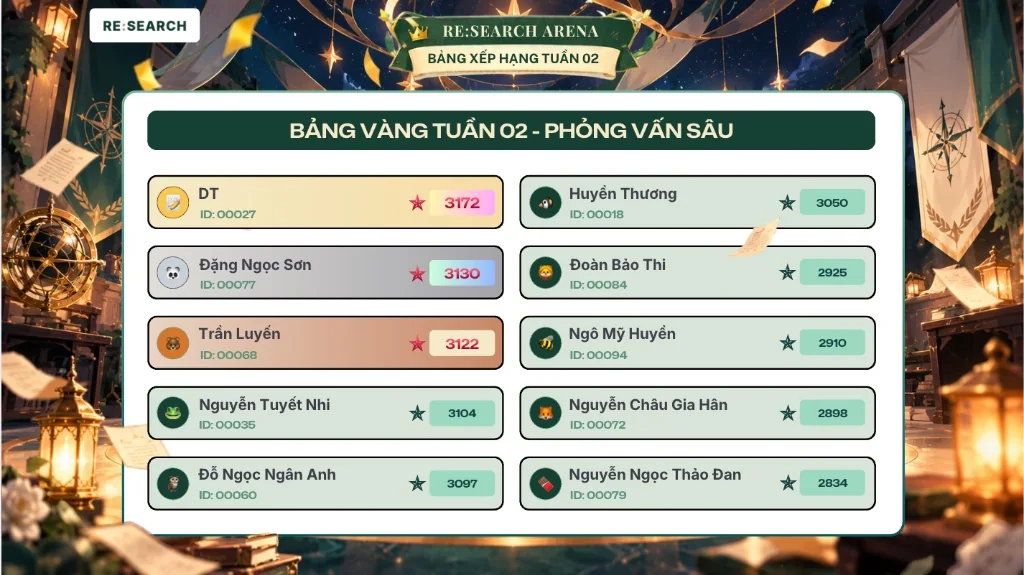 RE:SEARCH
RE:SEARCH ARENA
BẢNG XẾP HẠNG TUẦN 02
BẢNG VÀNG TUẦN 02 - PHỎNG VẤN SÂU
DT
ID: 00027
3172
Đặng Ngọc Sơn
ID: 00077
3130
Trần Luyến
ID: 00068
3122
Nguyễn Tuyết Nhi
ID: 00035
3104
Đỗ Ngọc Ngân Anh
ID: 00060
3097
Huyền Thương
ID: 00018
3050
Đoàn Bảo Thi
ID: 00084
2925
Ngô Mỹ Huyền
ID: 00094
2910
Nguyễn Châu Gia Hân
ID: 00072
2898
Nguyễn Ngọc Thảo Đan
ID: 00079
2834